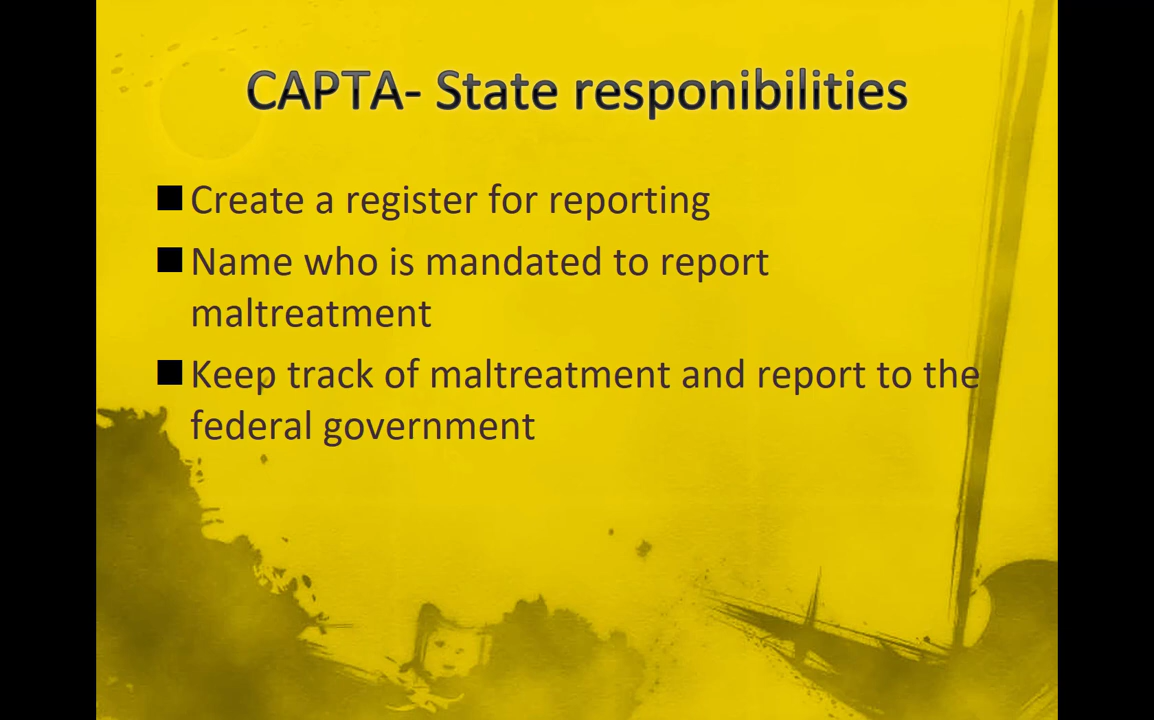 CAPTA- State responibilities
Create a register for reporting
Name who is mandated to report
maltreatment
Keep track of maltreatment and report to the
federal government